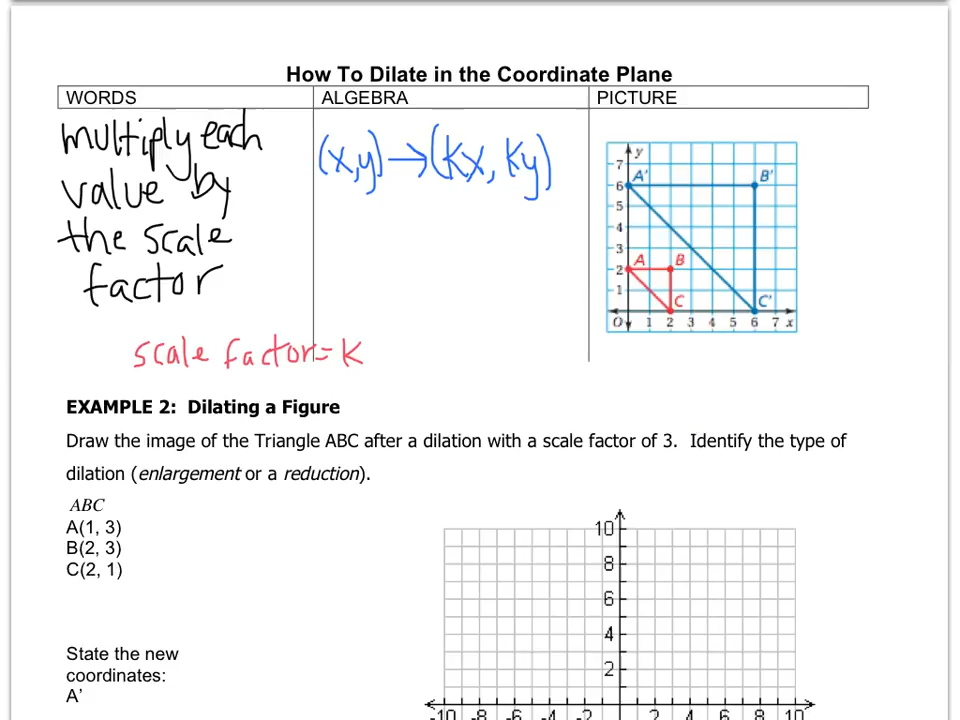 How To Dilate in the Coordinate Plane
WORDS ALGEBRA PICTURE
multiply each
value by
the scale
factor
(x,y)→(Kx, Ky)
y
7
6 A' B'
5
4
3
2 A B
1
C C'
O 1 2 3 4 5 6 7 x
scale factor=K
EXAMPLE 2: Dilating a Figure
Draw the image of the Triangle ABC after a dilation with a scale factor of 3. Identify the type of
dilation (enlargement or a reduction).
ABC
A(1, 3)
B(2, 3)
C(2, 1)
State the new
coordinates:
A’
10
8
6
4
2
-10 -8 -6 -4 -2 2 4 6 8 10